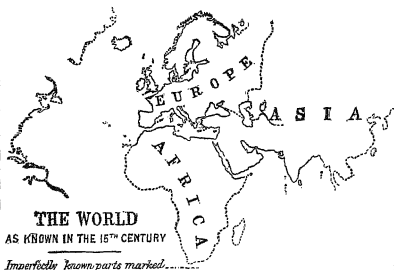 EUROPE
ASIA
AFRICA
THE WORLD
AS KNOWN IN THE 15TH CENTURY
Imperfectly known parts marked